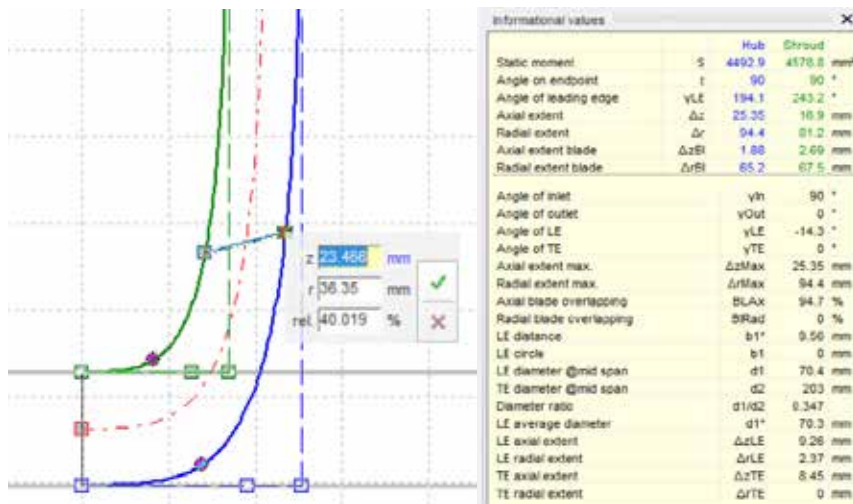 z 23.466 mm
r 36.35 mm
rel. 40.019 %
Informational values
Hub Shroud
Static moment S 4492.9 4578.8 mm²
Angle on endpoint ε 90 90 °
Angle of leading edge γLE 194.1 243.2 °
Axial extent Δz 25.35 16.9 mm
Radial extent Δr 94.4 81.2 mm
Axial extent blade ΔzBl 1.88 2.69 mm
Radial extent blade ΔrBl 65.2 67.5 mm
Angle of inlet γIn 90 °
Angle of outlet γOut 0 °
Angle of LE γLE -14.3 °
Angle of TE γTE 0 °
Axial extent max. ΔzMax 25.35 mm
Radial extent max. ΔrMax 94.4 mm
Axial blade overlapping BLAx 94.7 %
Radial blade overlapping BlRad 0 %
LE distance b1* 9.56 mm
LE circle b1 0 mm
LE diameter @mid span d1 70.4 mm
TE diameter @mid span d2 203 mm
Diameter ratio d1/d2 0.347
LE average diameter d1* 70.3 mm
LE axial extent ΔzLE 9.26 mm
LE radial extent ΔrLE 2.37 mm
TE axial extent ΔzTE 8.45 mm
TE radial extent ΔrTE 0 mm